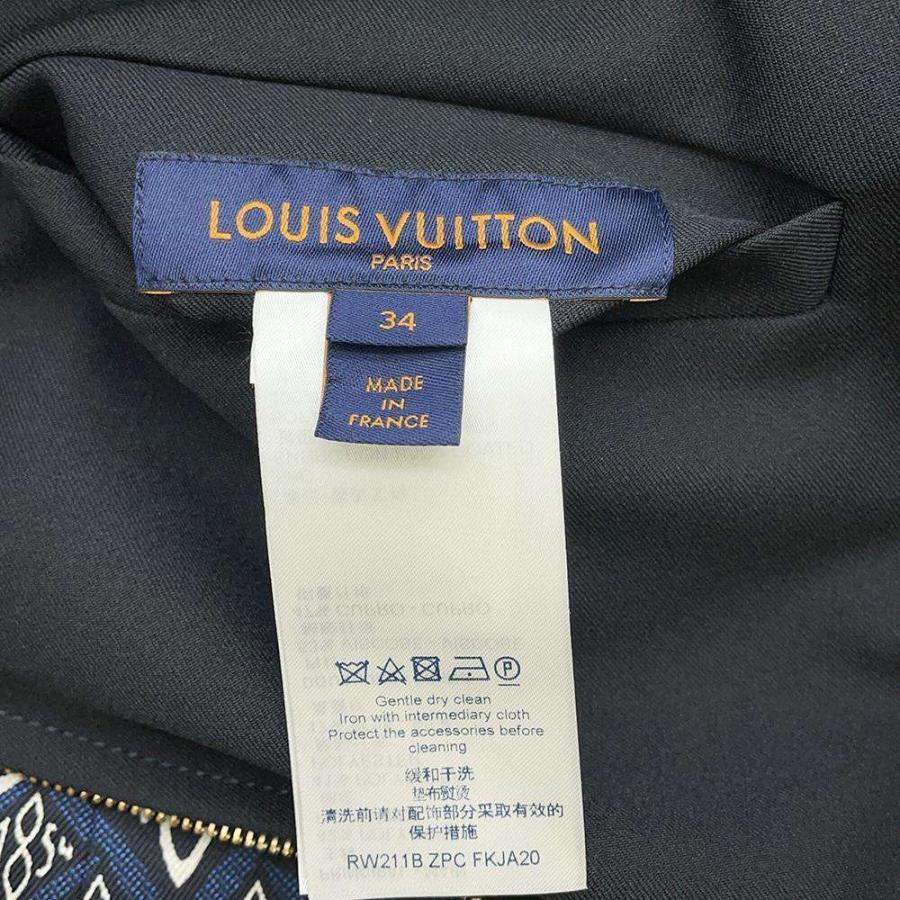 LOUIS VUITTON
PARIS
34
MADE
IN
FRANCE
P
Gentle dry clean
Iron with intermediary cloth
Protect the accessories before
cleaning
缓和干洗
垫布熨烫
清洗前请对配饰部分采取有效的
保护措施
RW211B ZPC FKJA20